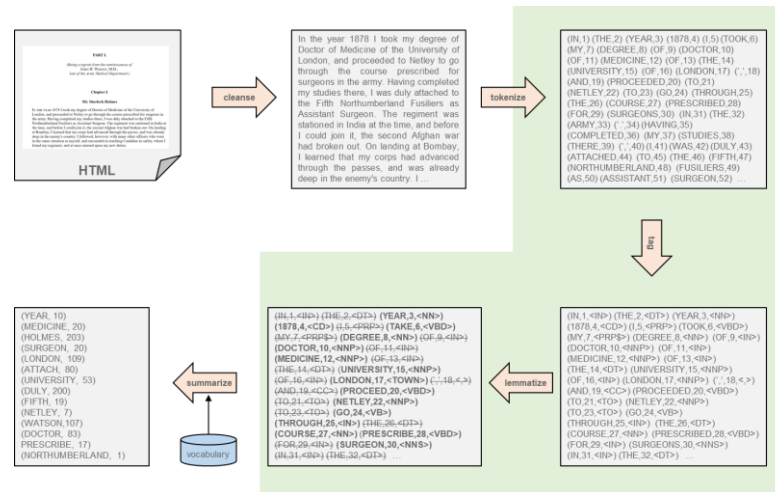 PART I.
(Being a reprint from the reminiscences of
John H. Watson, M.D.,
late of the Army Medical Department.)
Chapter I.
Mr. Sherlock Holmes
HTML
cleanse
In the year 1878 I took my degree of
Doctor of Medicine of the University of
London, and proceeded to Netley to go
through the course prescribed for
surgeons in the army. Having completed
my studies there, I was duly attached to
the Fifth Northumberland Fusiliers as
Assistant Surgeon. The regiment was
stationed in India at the time, and before
I could join it, the second Afghan war
had broken out. On landing at Bombay,
I learned that my corps had advanced
through the passes, and was already
deep in the enemy's country. I ...
tokenize
(IN,1) (THE,2) (YEAR,3) (1878,4) (I,5) (TOOK,6)
(MY,7) (DEGREE,8) (OF,9) (DOCTOR,10)
(OF,11) (MEDICINE,12) (OF,13) (THE,14)
(UNIVERSITY,15) (OF,16) (LONDON,17) (',',18)
(AND,19) (PROCEEDED,20) (TO,21)
(NETLEY,22) (TO,23) (GO,24) (THROUGH,25)
(THE,26) (COURSE,27) (PRESCRIBED,28)
(FOR,29) (SURGEONS,30) (IN,31) (THE,32)
(ARMY,33) ('.',34) (HAVING,35)
(COMPLETED,36) (MY,37) (STUDIES,38)
(THERE,39) (',',40) (I,41) (WAS,42) (DULY,43)
(ATTACHED,44) (TO,45) (THE,46) (FIFTH,47)
(NORTHUMBERLAND,48) (FUSILIERS,49)
(AS,50) (ASSISTANT,51) (SURGEON,52) ...
tag
(IN,1,<IN>) (THE,2,<DT>) (YEAR,3,<NN>)
(1878,4,<CD>) (I,5,<PRP>) (TOOK,6,<VBD>)
(MY,7,<PRP$>) (DEGREE,8,<NN>) (OF,9,<IN>)
(DOCTOR,10,<NNP>) (OF,11,<IN>)
(MEDICINE,12,<NNP>) (OF,13,<IN>)
(THE,14,<DT>) (UNIVERSITY,15,<NNP>)
(OF,16,<IN>) (LONDON,17,<NNP>) (',',18,<,>)
(AND,19,<CC>) (PROCEEDED,20,<VBD>)
(TO,21,<TO>) (NETLEY,22,<NNP>)
(TO,23,<TO>) (GO,24,<VB>)
(THROUGH,25,<IN>) (THE,26,<DT>)
(COURSE,27,<NN>) (PRESCRIBED,28,<VBD>)
(FOR,29,<IN>) (SURGEONS,30,<NNS>)
(IN,31,<IN>) (THE,32,<DT>) ...
lemmatize
(IN,1,<IN>) (THE,2,<DT>) (YEAR,3,<NN>)
(1878,4,<CD>) (I,5,<PRP>) (TAKE,6,<VBD>)
(MY,7,<PRP$>) (DEGREE,8,<NN>) (OF,9,<IN>)
(DOCTOR,10,<NNP>) (OF,11,<IN>)
(MEDICINE,12,<NNP>) (OF,13,<IN>)
(THE,14,<DT>) (UNIVERSITY,15,<NNP>)
(OF,16,<IN>) (LONDON,17,<TOWN>) (',',18,<,>)
(AND,19,<CC>) (PROCEED,20,<VBD>)
(TO,21,<TO>) (NETLEY,22,<NNP>)
(TO,23,<TO>) (GO,24,<VB>)
(THROUGH,25,<IN>) (THE,26,<DT>)
(COURSE,27,<NN>) (PRESCRIBE,28,<VBD>)
(FOR,29,<IN>) (SURGEON,30,<NNS>)
(IN,31,<IN>) (THE,32,<DT>) ...
summarize
vocabulary
(YEAR, 10)
(MEDICINE, 20)
(HOLMES, 203)
(SURGEON, 20)
(LONDON, 109)
(ATTACH, 80)
(UNIVERSITY, 53)
(DULY, 200)
(FIFTH, 19)
(NETLEY, 7)
(WATSON,107)
(DOCTOR, 83)
(PRESCRIBE, 17)
(NORTHUMBERLAND, 1)